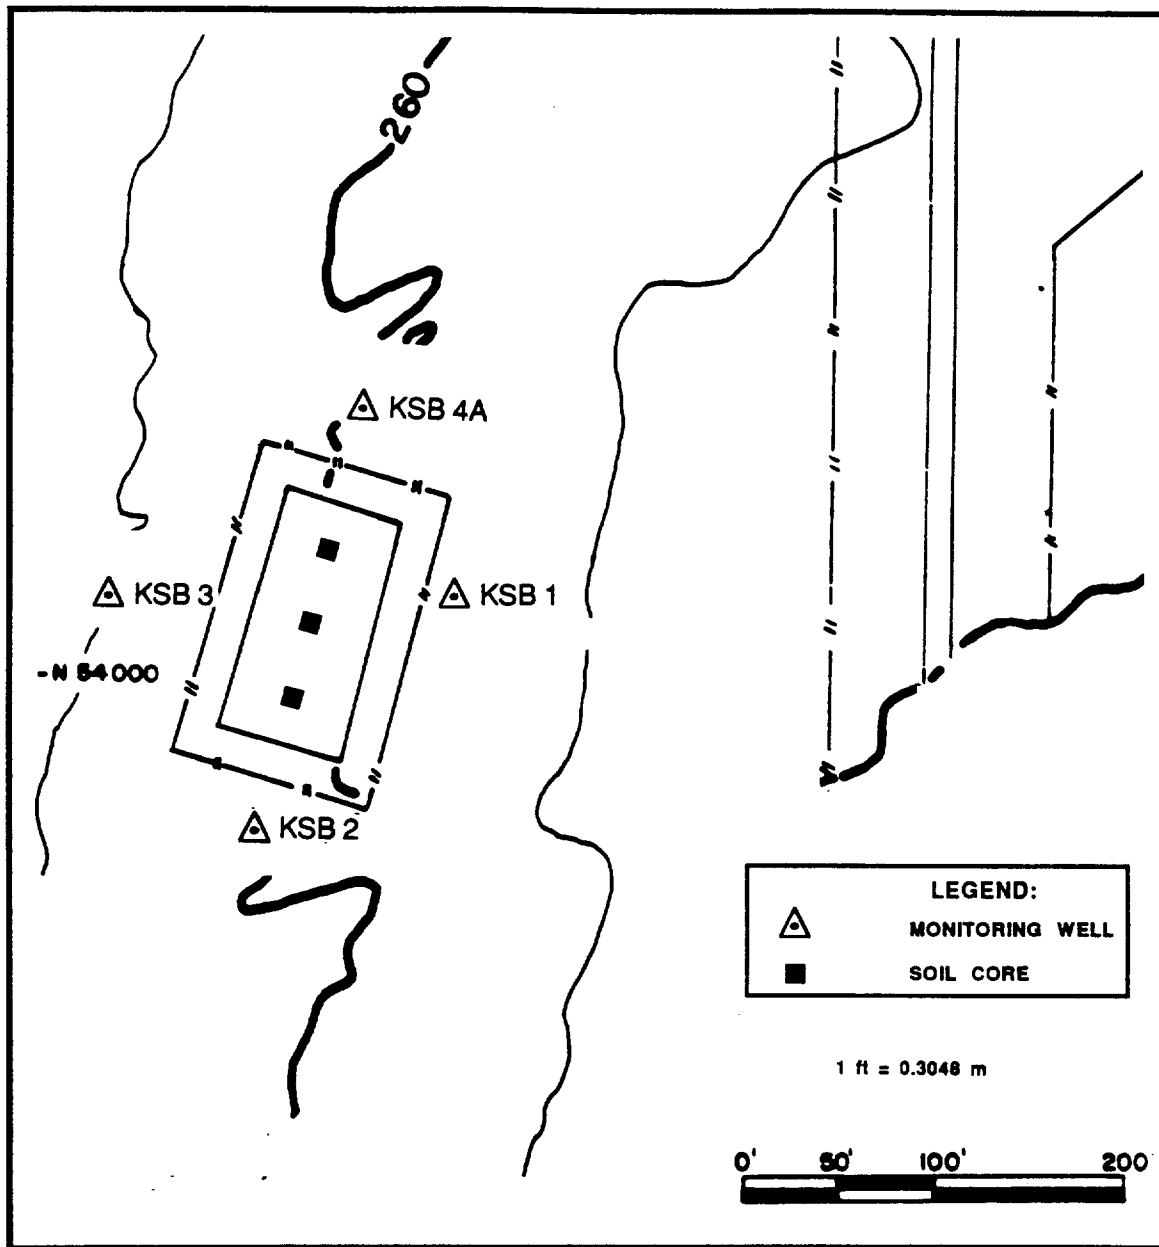 260
KSB 4A
KSB 3
KSB 1
-N 54000
KSB 2
LEGEND:
MONITORING WELL
SOIL CORE
1 ft = 0.3048 m
0' 50' 100' 200